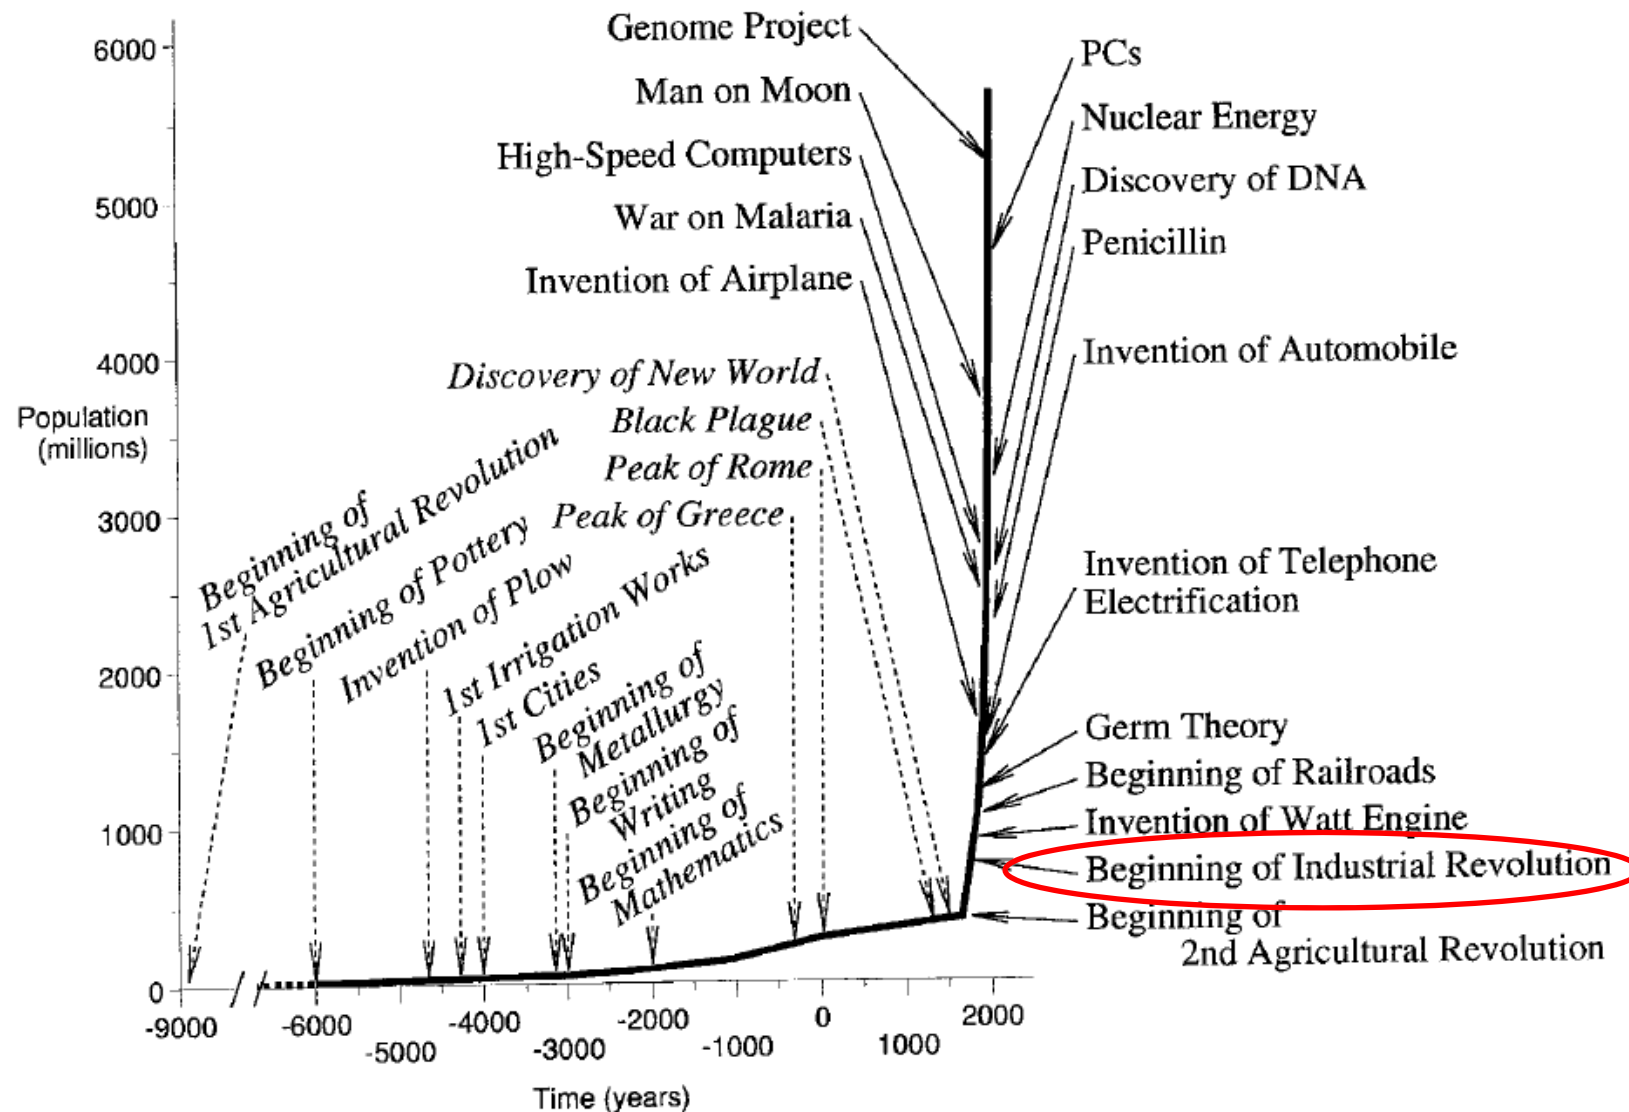 6000
5000
4000
3000
2000
1000
0
Population
(millions)
-9000
-6000
-5000
-4000
-3000
-2000
-1000
0
1000
2000
Time (years)
Beginning of
1st Agricultural Revolution
Beginning of Pottery
Invention of Plow
1st Irrigation Works
1st Cities
Beginning of
Metallurgy
Beginning of
Writing
Beginning of
Mathematics
Peak of Greece
Peak of Rome
Black Plague
Discovery of New World
Invention of Airplane
War on Malaria
High-Speed Computers
Man on Moon
Genome Project
PCs
Nuclear Energy
Discovery of DNA
Penicillin
Invention of Automobile
Invention of Telephone
Electrification
Germ Theory
Beginning of Railroads
Invention of Watt Engine
Beginning of Industrial Revolution
Beginning of
2nd Agricultural Revolution